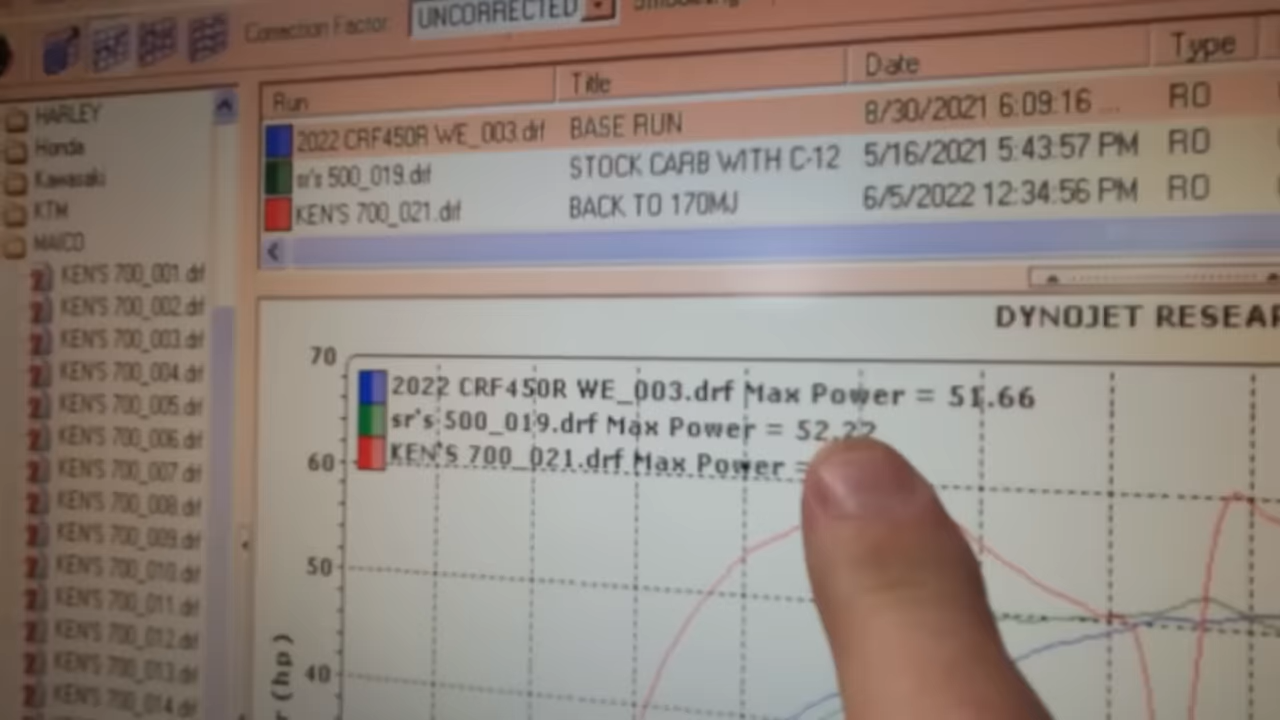 Correction Factor UNCORRECTED Smoothing
Run Title Date Type
2022 CRF450R WE_003.drf BASE RUN 8/30/2021 6:09:16 ... RO
sr's 500_019.drf STOCK CARB WITH C-12 5/16/2021 5:43:57 PM RO
KEN'S 700_021.drf BACK TO 170MJ 6/5/2022 12:34:56 PM RO
HARLEY
Honda
Kawasaki
KTM
MAICO
KEN'S 700_001.drf
KEN'S 700_002.drf
KEN'S 700_003.drf
KEN'S 700_004.drf
KEN'S 700_005.drf
KEN'S 700_006.drf
KEN'S 700_007.drf
KEN'S 700_008.drf
KEN'S 700_009.drf
KEN'S 700_010.drf
KEN'S 700_011.drf
KEN'S 700_012.drf
KEN'S 700_013.drf
KEN'S 700_014.drf
DYNOJET RESEAR
70
2022 CRF450R WE_003.drf Max Power = 51.66
sr's 500_019.drf Max Power = 52.22
KEN'S 700_021.drf Max Power =
60
50
40
(hp)